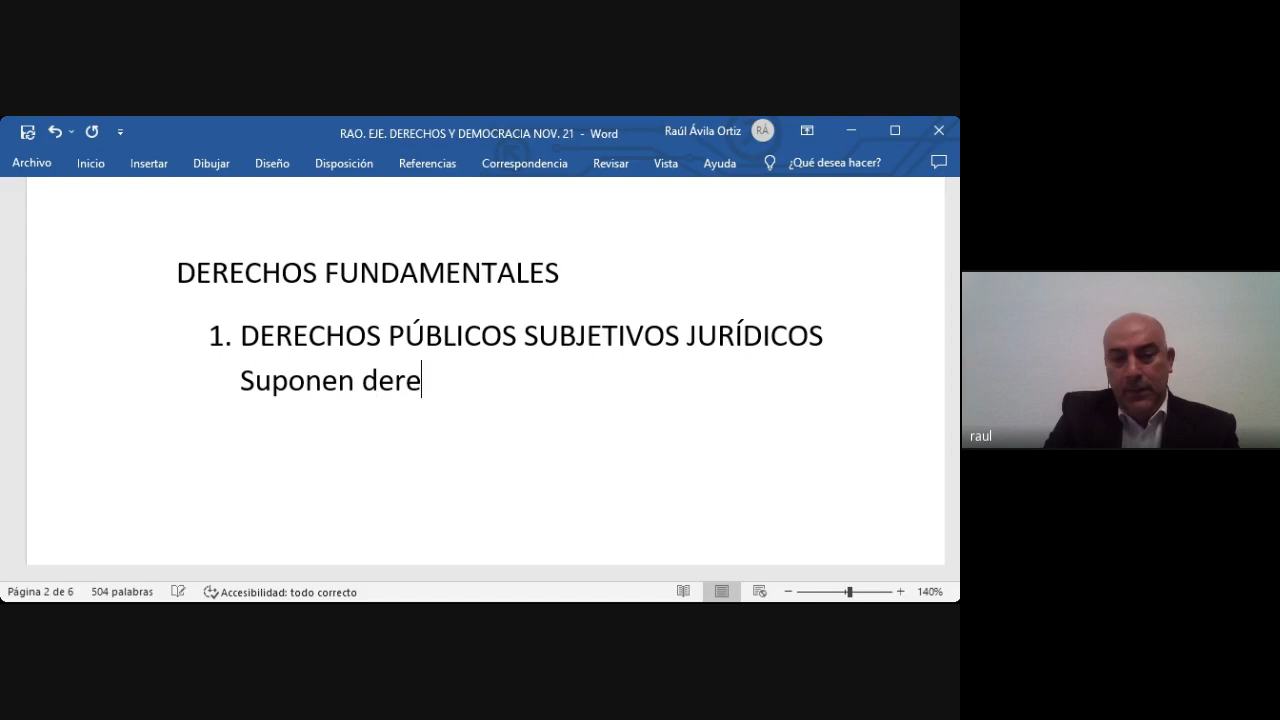 RAO. EJE. DERECHOS Y DEMOCRACIA NOV. 21 - Word
Raúl Ávila Ortiz
RÁ
Archivo Inicio Insertar Dibujar Diseño Disposición Referencias Correspondencia Revisar Vista Ayuda ¿Qué desea hacer?
DERECHOS FUNDAMENTALES
1. DERECHOS PÚBLICOS SUBJETIVOS JURÍDICOS
Suponen dere
raul
Página 2 de 6 504 palabras Accesibilidad: todo correcto 140%